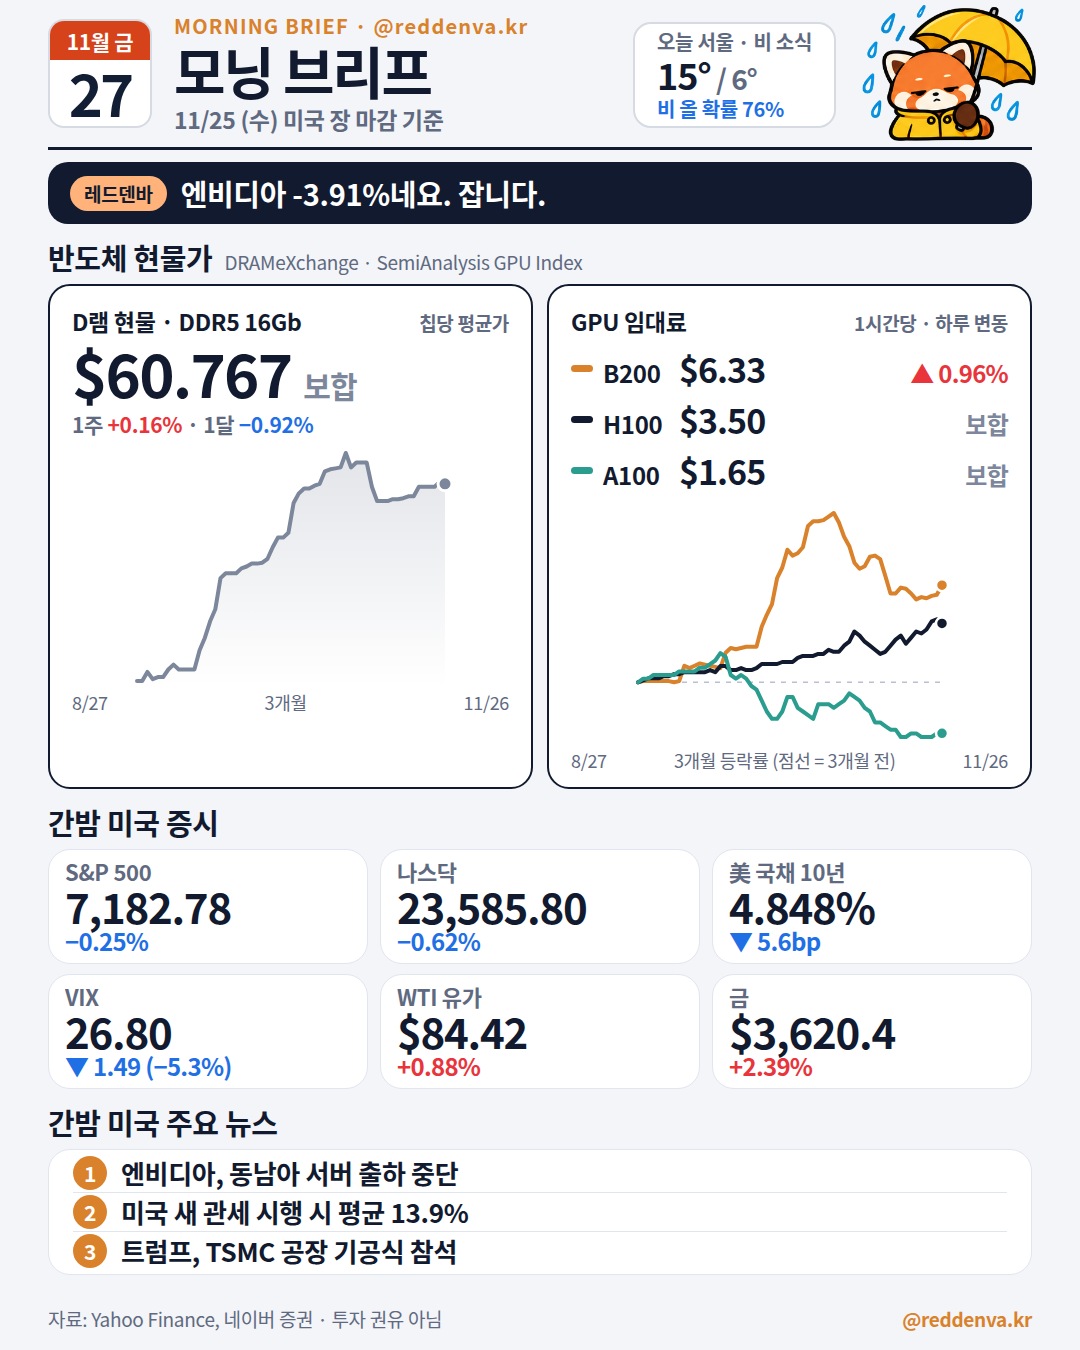 11월 금
27
MORNING BRIEF · @reddenva.kr
모닝 브리프
11/25 (수) 미국 장 마감 기준
오늘 서울 · 비 소식
15° / 6°
비 올 확률 76%
레드덴바 엔비디아 -3.91%네요. 잡니다.
반도체 현물가 DRAMeXchange · SemiAnalysis GPU Index
D램 현물 · DDR5 16Gb 칩당 평균가
$60.767 보합
1주 +0.16% · 1달 −0.92%
8/27 3개월 11/26
GPU 임대료 1시간당 · 하루 변동
B200 $6.33 ▲ 0.96%
H100 $3.50 보합
A100 $1.65 보합
8/27 3개월 등락률 (점선 = 3개월 전) 11/26
간밤 미국 증시
S&P 500
7,182.78
−0.25%
나스닥
23,585.80
−0.62%
美 국채 10년
4.848%
▼ 5.6bp
VIX
26.80
▼ 1.49 (−5.3%)
WTI 유가
$84.42
+0.88%
금
$3,620.4
+2.39%
간밤 미국 주요 뉴스
1 엔비디아, 동남아 서버 출하 중단
2 미국 새 관세 시행 시 평균 13.9%
3 트럼프, TSMC 공장 기공식 참석
자료: Yahoo Finance, 네이버 증권 · 투자 권유 아님
@reddenva.kr